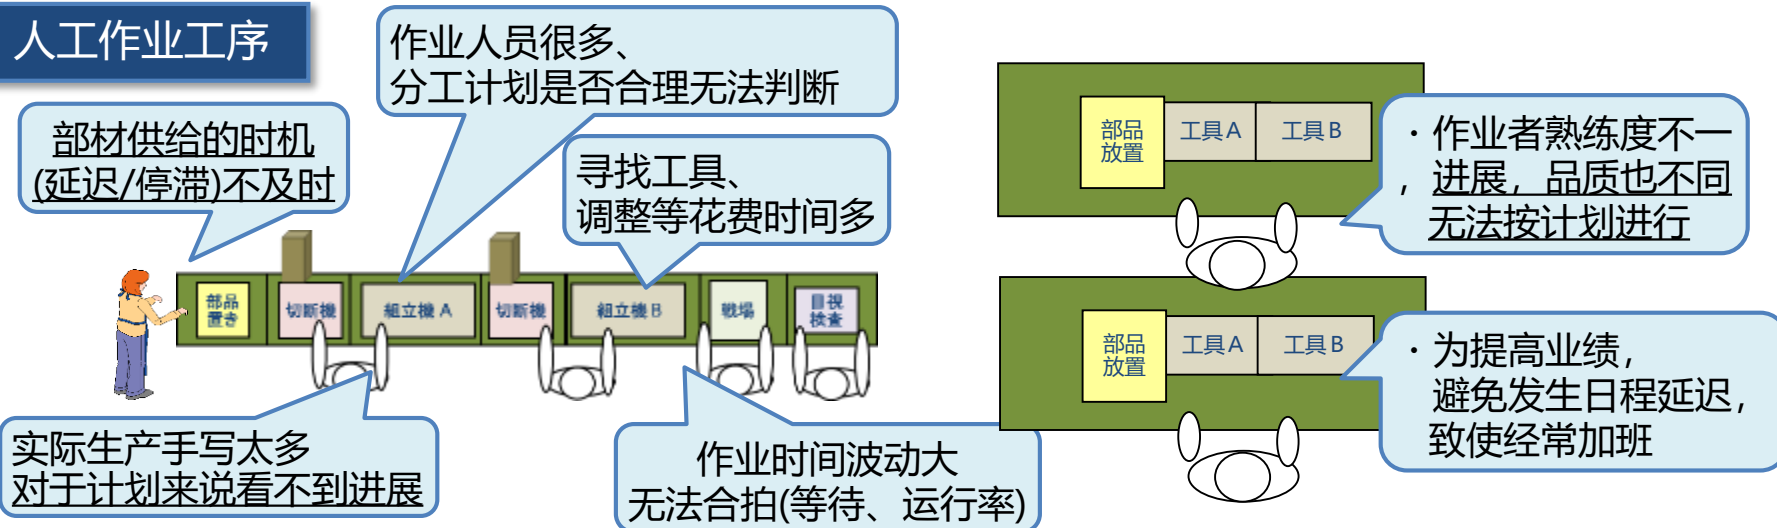 人工作业工序
作业人员很多、
分工计划是否合理无法判断
部材供给的时机
(延迟/停滞)不及时
寻找工具、
调整等花费时间多
部品
置き
切断機
組立機 A
切断機
組立機 B
戦場
目視
検査
实际生产手写太多
对于计划来说看不到进展
作业时间波动大
无法合拍(等待、运行率)
部品
放置
工具 A
工具 B
・作业者熟练度不一
，进展，品质也不同
无法按计划进行
部品
放置
工具 A
工具 B
・为提高业绩，
避免发生日程延迟，
致使经常加班